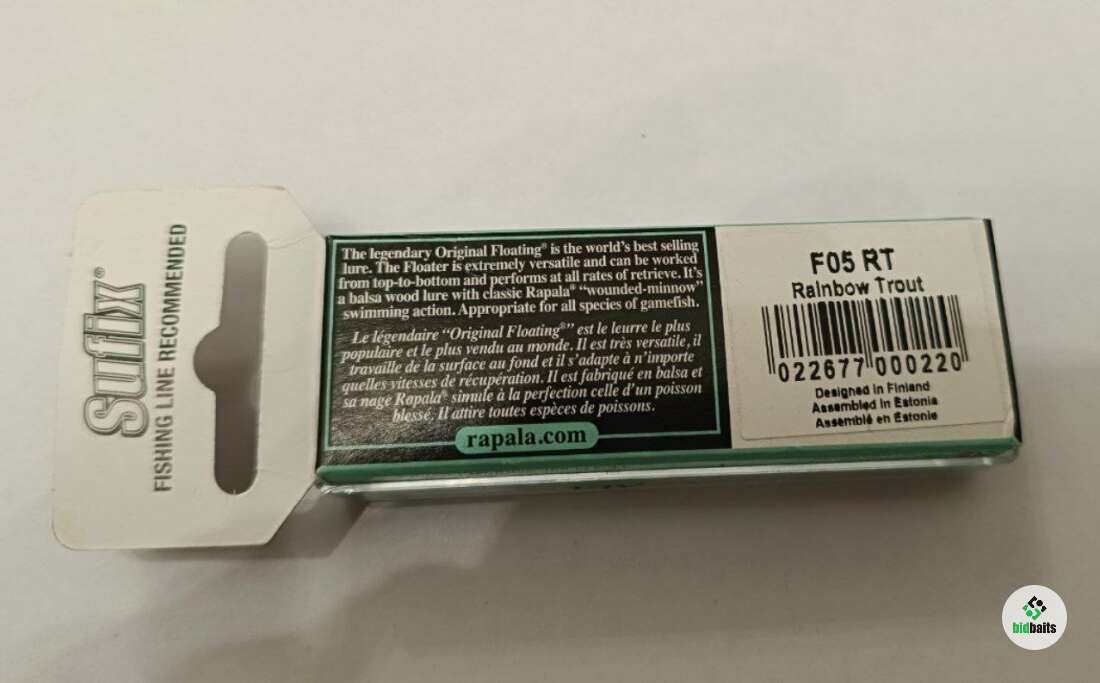 Sufix®
FISHING LINE RECOMMENDED
The legendary Original Floating® is the world's best selling
lure. The Floater is extremely versatile and can be worked
from top-to-bottom and performs at all rates of retrieve. It's
a balsa wood lure with classic Rapala® “wounded-minnow”
swimming action. Appropriate for all species of gamefish.
Le légendaire “Original Floating®” est le leurre le plus
populaire et le plus vendu au monde. Il est très versatile, il
travaille de la surface au fond et il s’adapte à n’importe
quelles vitesses de récupération. Il est fabriqué en balsa et
sa nage Rapala® simule à la perfection celle d’un poisson
blessé. Il attire toutes espèces de poissons.
rapala.com
F05 RT
Rainbow Trout
022677 000220
Designed in Finland
Assembled in Estonia
Assemblé en Estonie
bidbaits